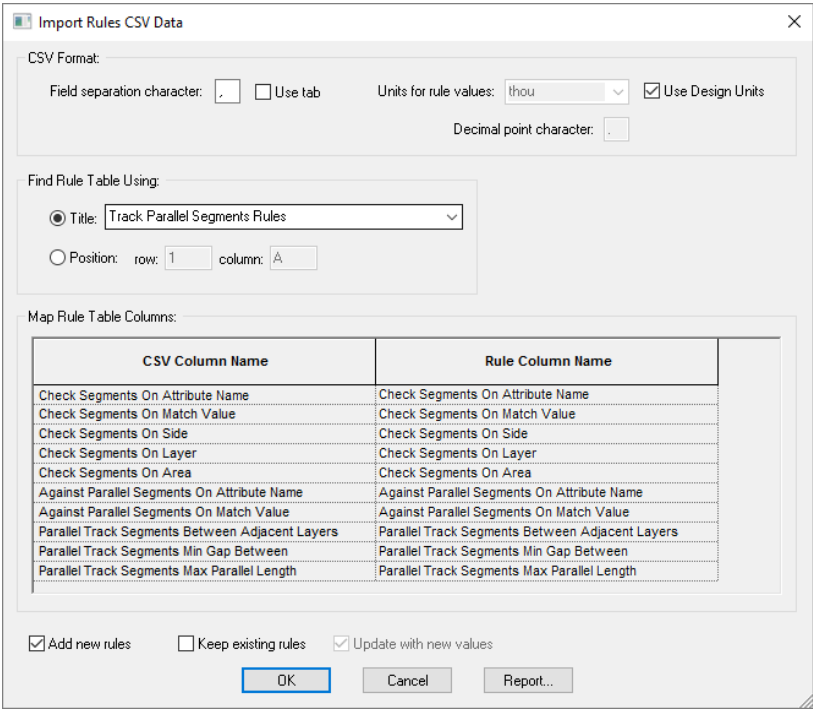 Import Rules CSV Data
CSV Format:
Field separation character: , Use tab Units for rule values: thou Use Design Units
Decimal point character: .
Find Rule Table Using:
Title: Track Parallel Segments Rules
Position: row: 1 column: A
Map Rule Table Columns:
CSV Column Name Rule Column Name
Check Segments On Attribute Name Check Segments On Attribute Name
Check Segments On Match Value Check Segments On Match Value
Check Segments On Side Check Segments On Side
Check Segments On Layer Check Segments On Layer
Check Segments On Area Check Segments On Area
Against Parallel Segments On Attribute Name Against Parallel Segments On Attribute Name
Against Parallel Segments On Match Value Against Parallel Segments On Match Value
Parallel Track Segments Between Adjacent Layers Parallel Track Segments Between Adjacent Layers
Parallel Track Segments Min Gap Between Parallel Track Segments Min Gap Between
Parallel Track Segments Max Parallel Length Parallel Track Segments Max Parallel Length
Add new rules Keep existing rules Update with new values
OK Cancel Report...